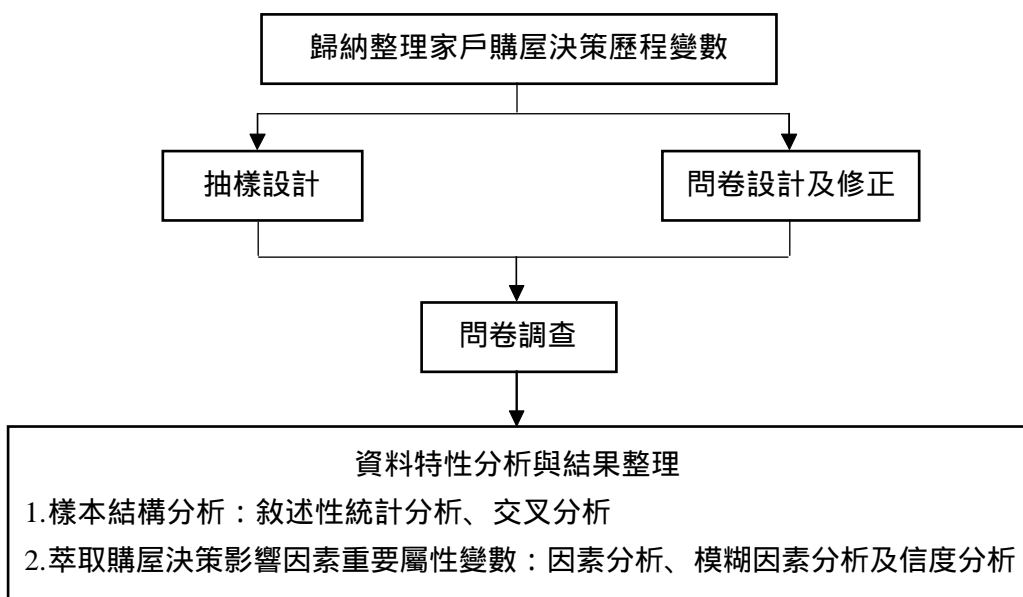 歸納整理家戶購屋決策歷程變數
抽樣設計
問卷設計及修正
問卷調查
資料特性分析與結果整理
1.樣本結構分析：敘述性統計分析、交叉分析
2.萃取購屋決策影響因素重要屬性變數：因素分析、模糊因素分析及信度分析